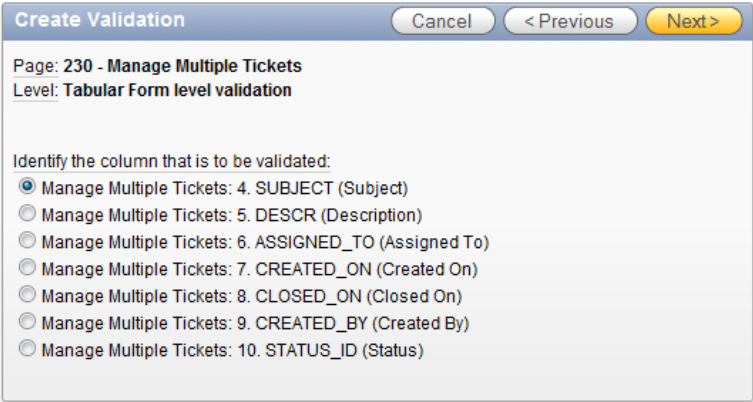 Create Validation
Cancel
< Previous
Next >
Page: 230 - Manage Multiple Tickets
Level: Tabular Form level validation
Identify the column that is to be validated:
Manage Multiple Tickets: 4. SUBJECT (Subject)
Manage Multiple Tickets: 5. DESCR (Description)
Manage Multiple Tickets: 6. ASSIGNED_TO (Assigned To)
Manage Multiple Tickets: 7. CREATED_ON (Created On)
Manage Multiple Tickets: 8. CLOSED_ON (Closed On)
Manage Multiple Tickets: 9. CREATED_BY (Created By)
Manage Multiple Tickets: 10. STATUS_ID (Status)